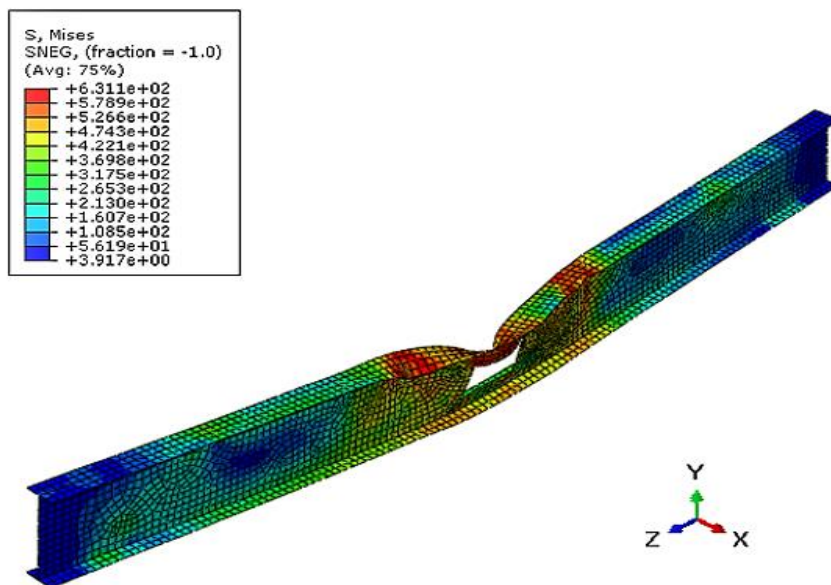 S, Mises
SNEG, (fraction = -1.0)
(Avg: 75%)
+6.311e+02
+5.789e+02
+5.266e+02
+4.743e+02
+4.221e+02
+3.698e+02
+3.175e+02
+2.653e+02
+2.130e+02
+1.607e+02
+1.085e+02
+5.619e+01
+3.917e+00
Y
Z
X